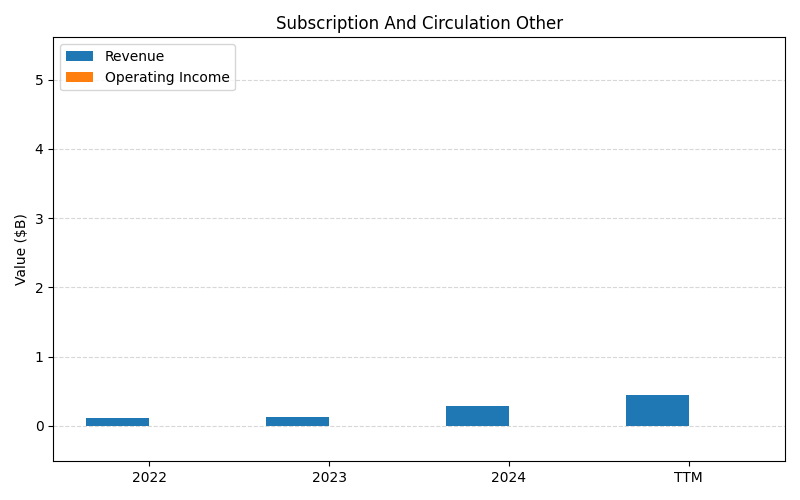 Subscription And Circulation Other
Revenue
Operating Income
Value ($B)
5
4
3
2
1
0
2022
2023
2024
TTM